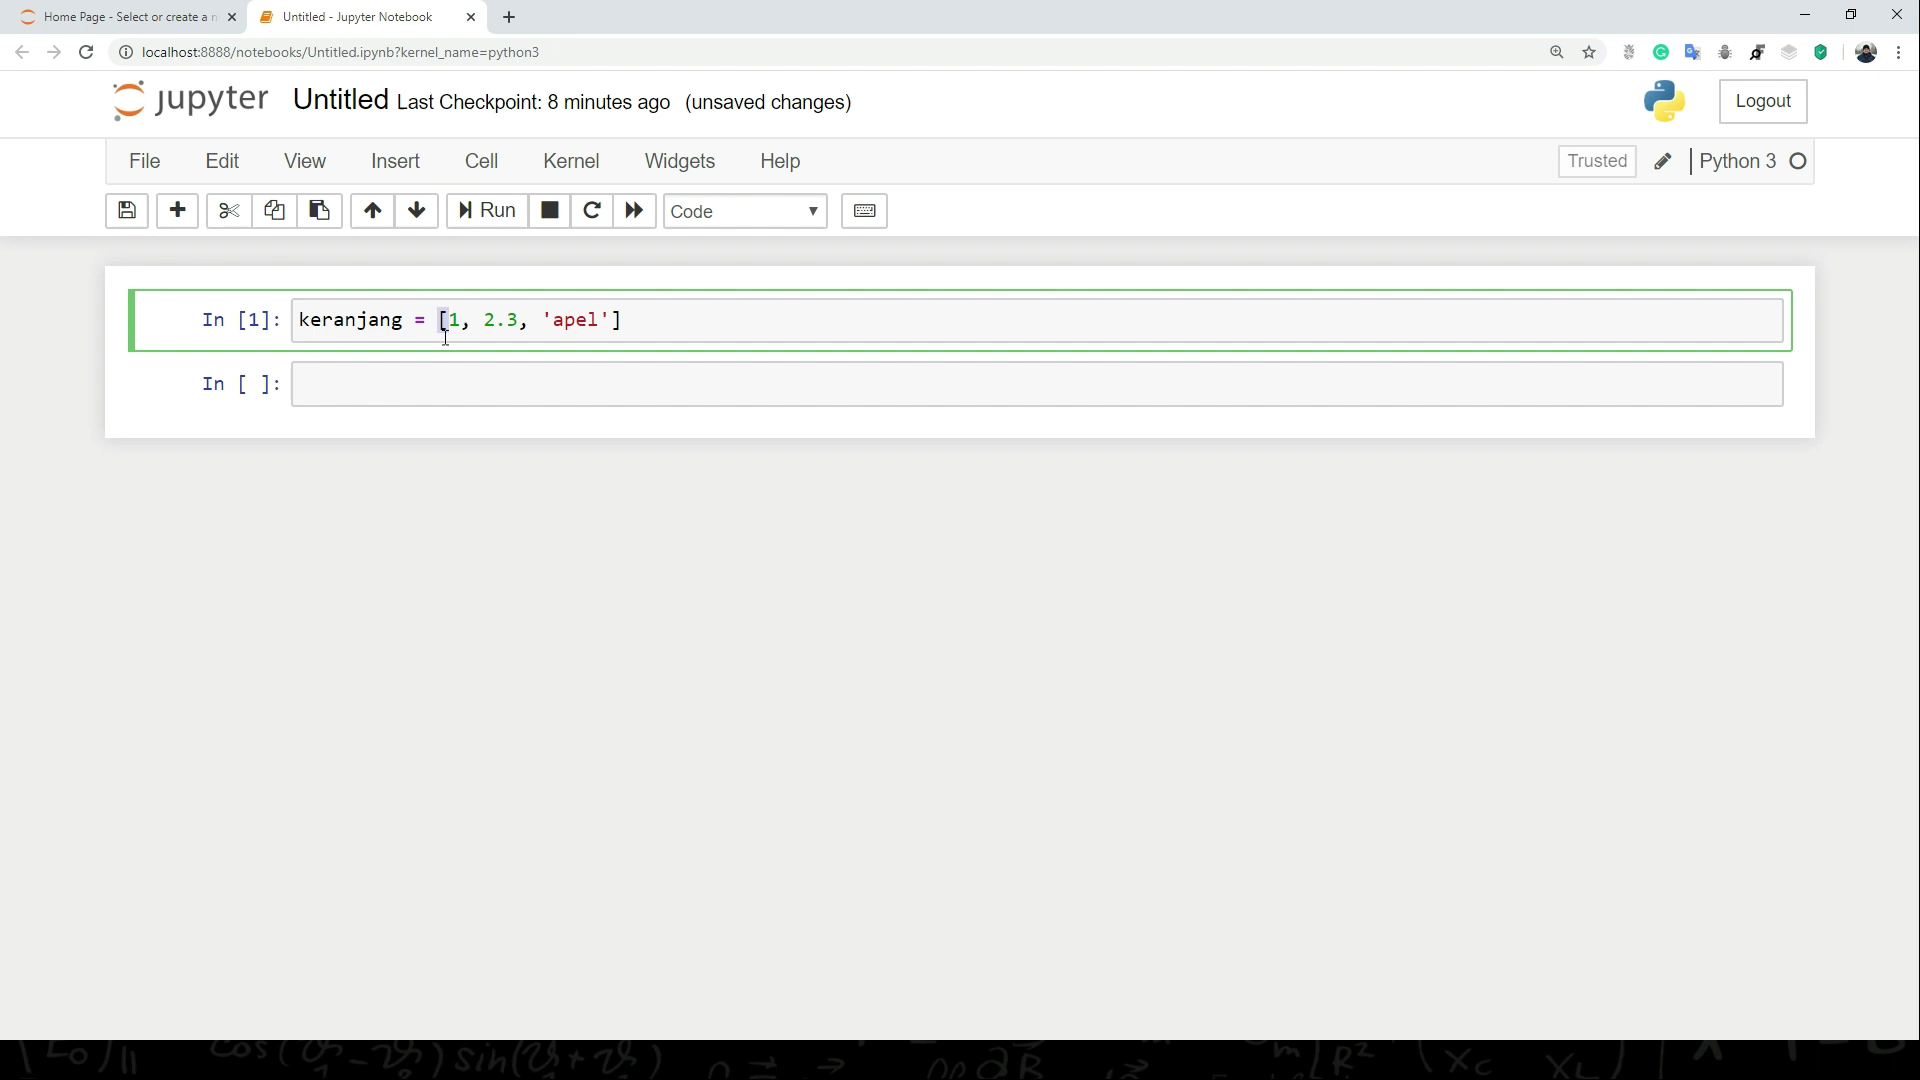 Home Page - Select or create a n
Untitled - Jupyter Notebook
localhost:8888/notebooks/Untitled.ipynb?kernel_name=python3
jupyter Untitled Last Checkpoint: 8 minutes ago (unsaved changes)
Logout
File Edit View Insert Cell Kernel Widgets Help
Trusted Python 3
Run Code
In [1]: keranjang = [1, 2.3, 'apel']
In [ ]: